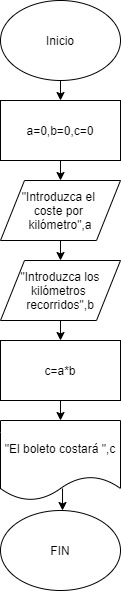 Inicio
a=0,b=0,c=0
"Introduzca el
coste por
kilómetro",a
"Introduzca los
kilómetros
recorridos",b
c=a*b
"El boleto costará ",c
FIN